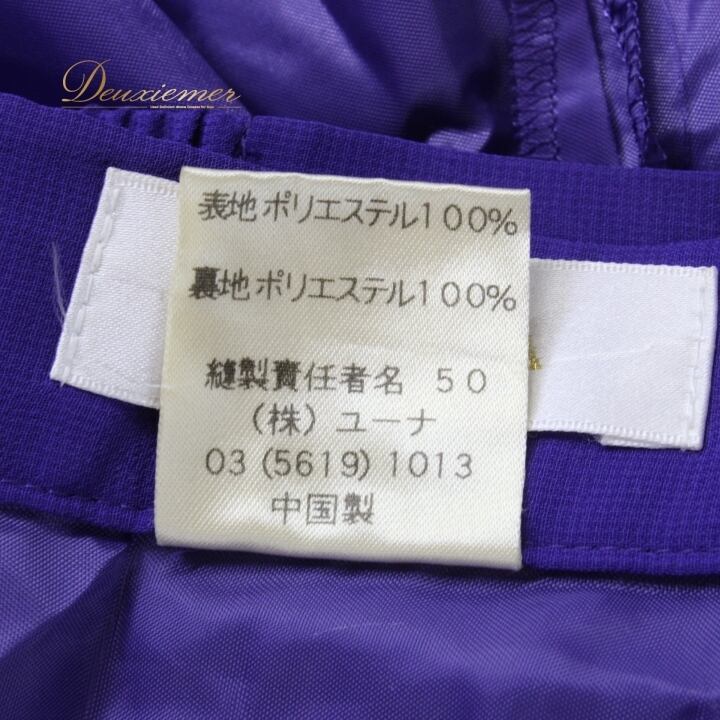 Deuxiemer
表地 ポリエステル100%
裏地 ポリエステル100%
縫製責任者名 50
(株) ユーナ
03 (5619) 1013
中国製